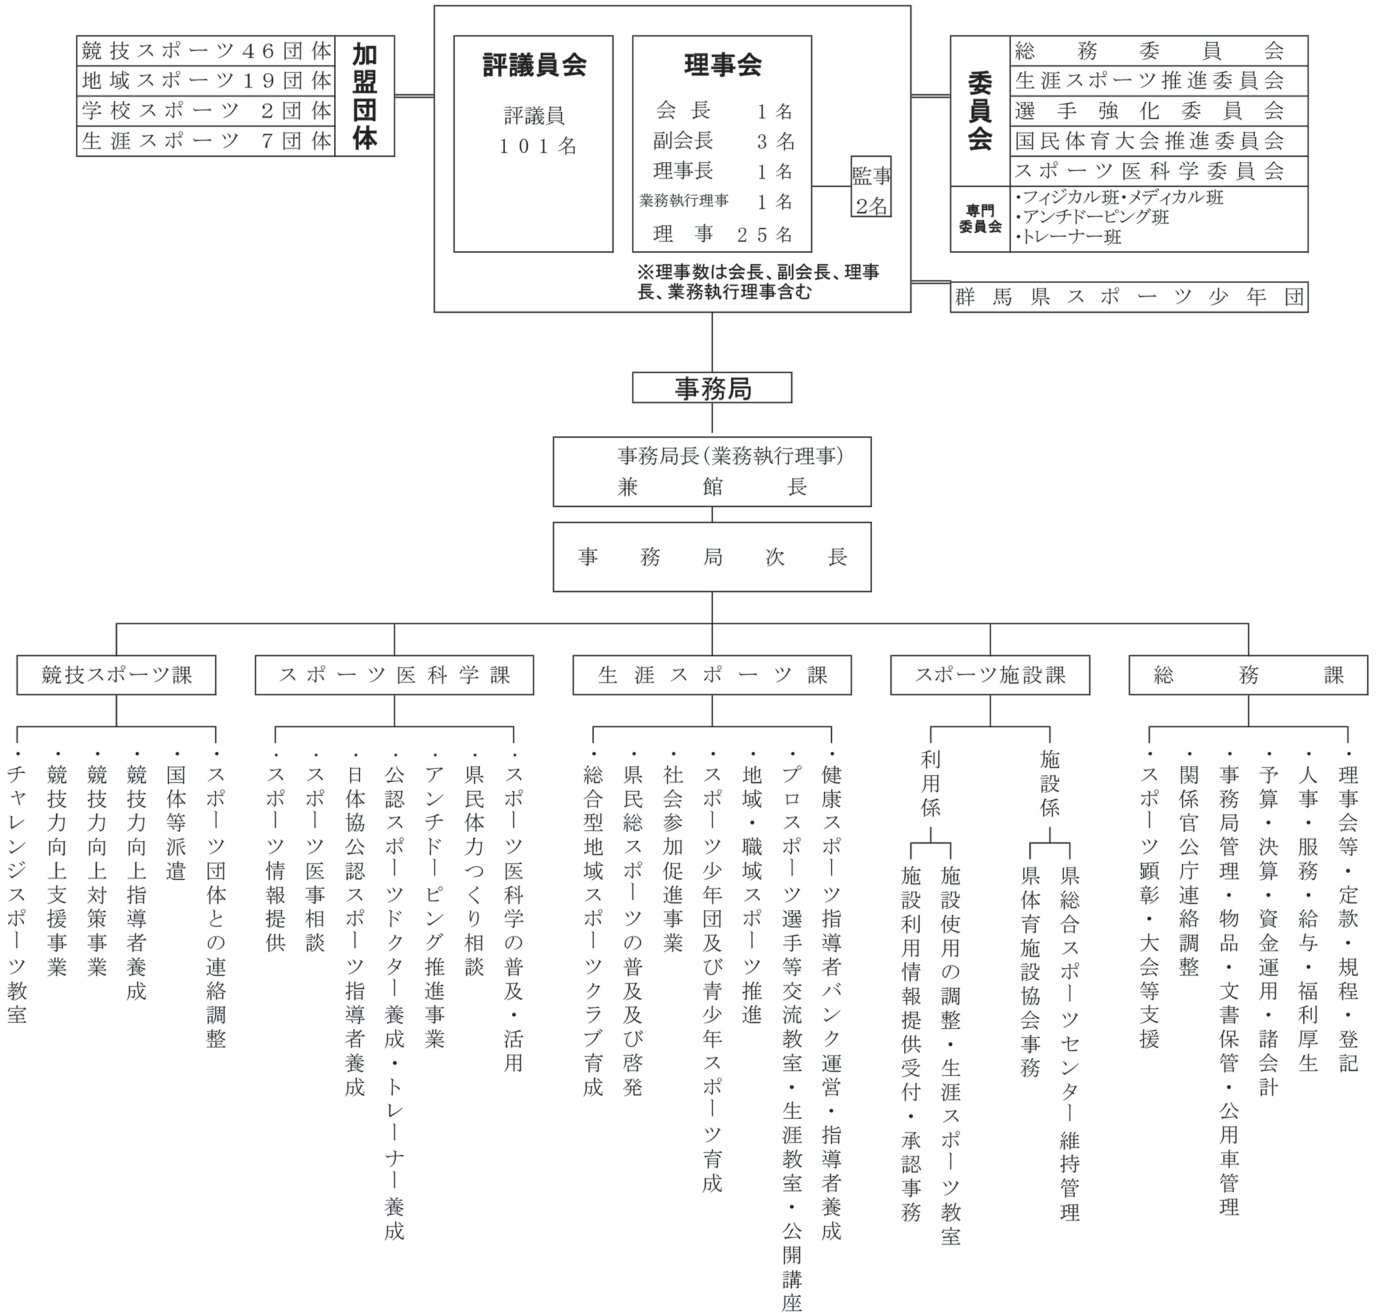 競技スポーツ46団体
地域スポーツ19団体
学校スポーツ 2団体
生涯スポーツ 7団体
加盟団体
評議員会
評議員
101名
理事会
会長 1名
副会長 3名
理事長 1名
業務執行理事 1名
理事 25名
※理事数は会長、副会長、理事
長、業務執行理事含む
監事
2名
委員会
総務委員会
生涯スポーツ推進委員会
選手強化委員会
国民体育大会推進委員会
スポーツ医科学委員会
専門
委員会
・フィジカル班・メディカル班
・アンチドーピング班
・トレーナー班
群馬県スポーツ少年団
事務局
事務局長(業務執行理事)
兼館長
事務局次長
競技スポーツ課
・スポーツ団体との連絡調整
・国体等派遣
・競技力向上指導者養成
・競技力向上対策事業
・競技力向上支援事業
・チャレンジスポーツ教室
スポーツ医科学課
・スポーツ医科学の普及・活用
・県民体力つくり相談
・アンチドーピング推進事業
・公認スポーツドクター養成・トレーナー養成
・日体協公認スポーツ指導者養成
・スポーツ医事相談
・スポーツ情報提供
生涯スポーツ課
・健康スポーツ指導者バンク運営・指導者養成
・プロスポーツ選手等交流教室・生涯教室・公開講座
・地域・職域スポーツ推進
・スポーツ少年団及び青少年スポーツ育成
・社会参加促進事業
・県民総スポーツの普及及び啓発
・総合型地域スポーツクラブ育成
スポーツ施設課
施設係
県総合スポーツセンター維持管理
県体育施設協会事務
利用係
施設使用の調整・生涯スポーツ教室
施設利用情報提供受付・承認事務
総務課
・理事会等・定款・規程・登記
・人事・服務・給与・福利厚生
・予算・決算・資金運用・諸会計
・事務局管理・物品・文書保管・公用車管理
・関係官公庁連絡調整
・スポーツ顕彰・大会等支援